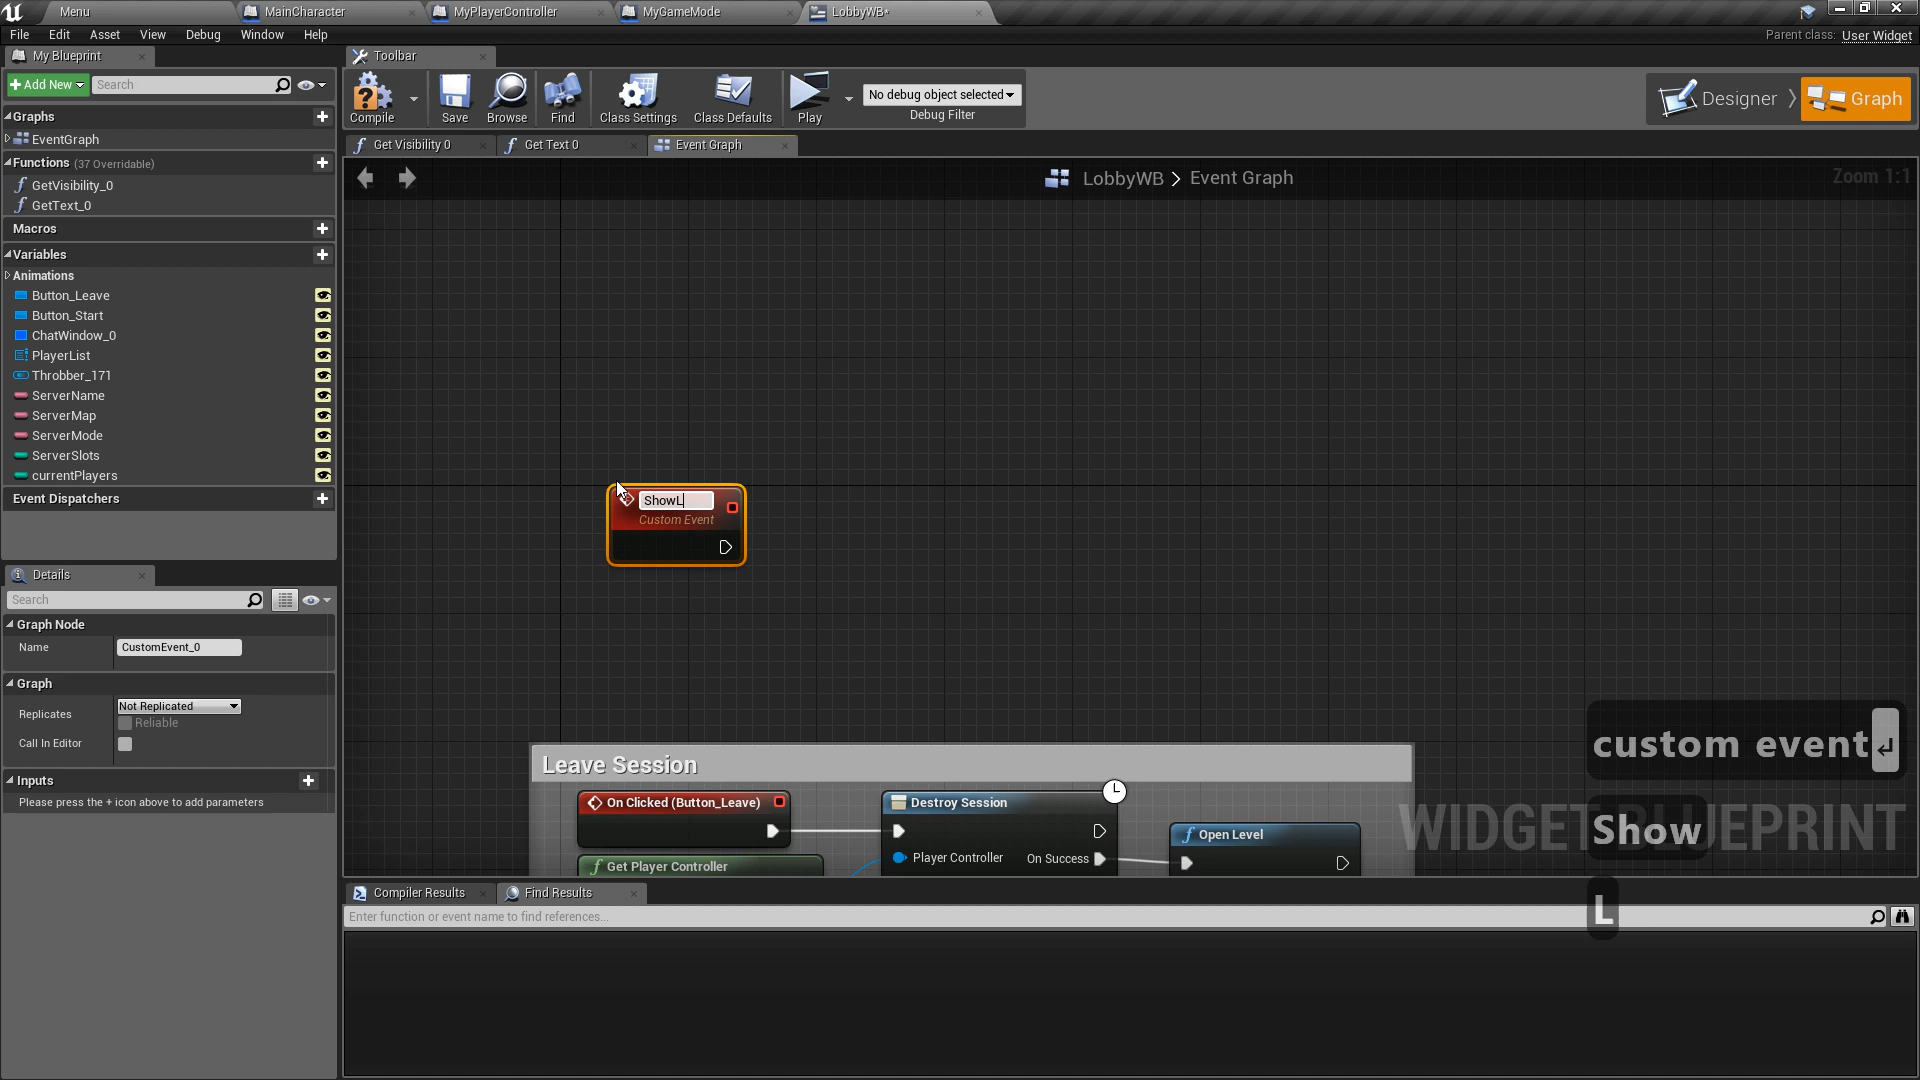 Menu
MainCharacter
MyPlayerController
MyGameMode
LobbyWB*
File Edit Asset View Debug Window Help
Parent class: User Widget
My Blueprint
Toolbar
Add New
Search
Compile
Save
Browse
Find
Class Settings
Class Defaults
Play
No debug object selected
Debug Filter
Designer
Graph
Graphs
EventGraph
Functions (37 Overridable)
GetVisibility_0
GetText_0
Macros
Variables
Animations
Button_Leave
Button_Start
ChatWindow_0
PlayerList
Throbber_171
ServerName
ServerMap
ServerMode
ServerSlots
currentPlayers
Event Dispatchers
Get Visibility 0
Get Text 0
Event Graph
LobbyWB > Event Graph
Zoom 1:1
ShowL
Custom Event
Details
Search
Graph Node
Name CustomEvent_0
Graph
Replicates Not Replicated
Reliable
Call In Editor
Inputs
Please press the + icon above to add parameters
Leave Session
On Clicked (Button_Leave)
Get Player Controller
Destroy Session
Player Controller On Success
Open Level
WIDGET BLUEPRINT
custom event
Show
L
Compiler Results
Find Results
Enter function or event name to find references...